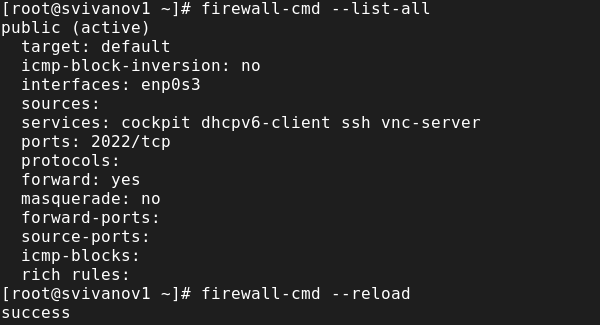 [root@svivanov1 ~]# firewall-cmd --list-all
public (active)
  target: default
  icmp-block-inversion: no
  interfaces: enp0s3
  sources:
  services: cockpit dhcpv6-client ssh vnc-server
  ports: 2022/tcp
  protocols:
  forward: yes
  masquerade: no
  forward-ports:
  source-ports:
  icmp-blocks:
  rich rules:
[root@svivanov1 ~]# firewall-cmd --reload
success